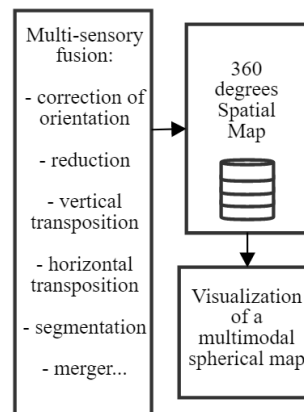 Multi-sensory
fusion:
- correction of
orientation
- reduction
- vertical
transposition
- horizontal
transposition
- segmentation
- merger...
360
degrees
Spatial
Map
Visualization
of a
multimodal
spherical map